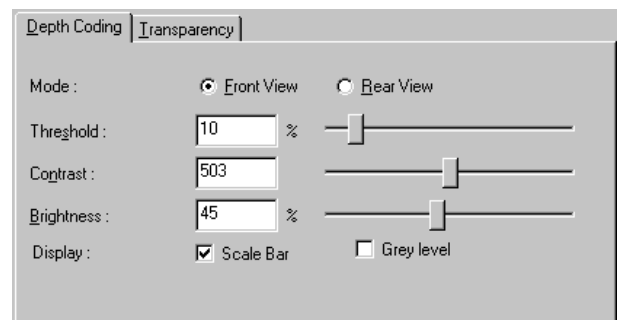 Depth Coding Transparency
Mode : Front View Rear View
Threshold : 10 %
Contrast : 503
Brightness : 45 %
Display : Scale Bar Grey level